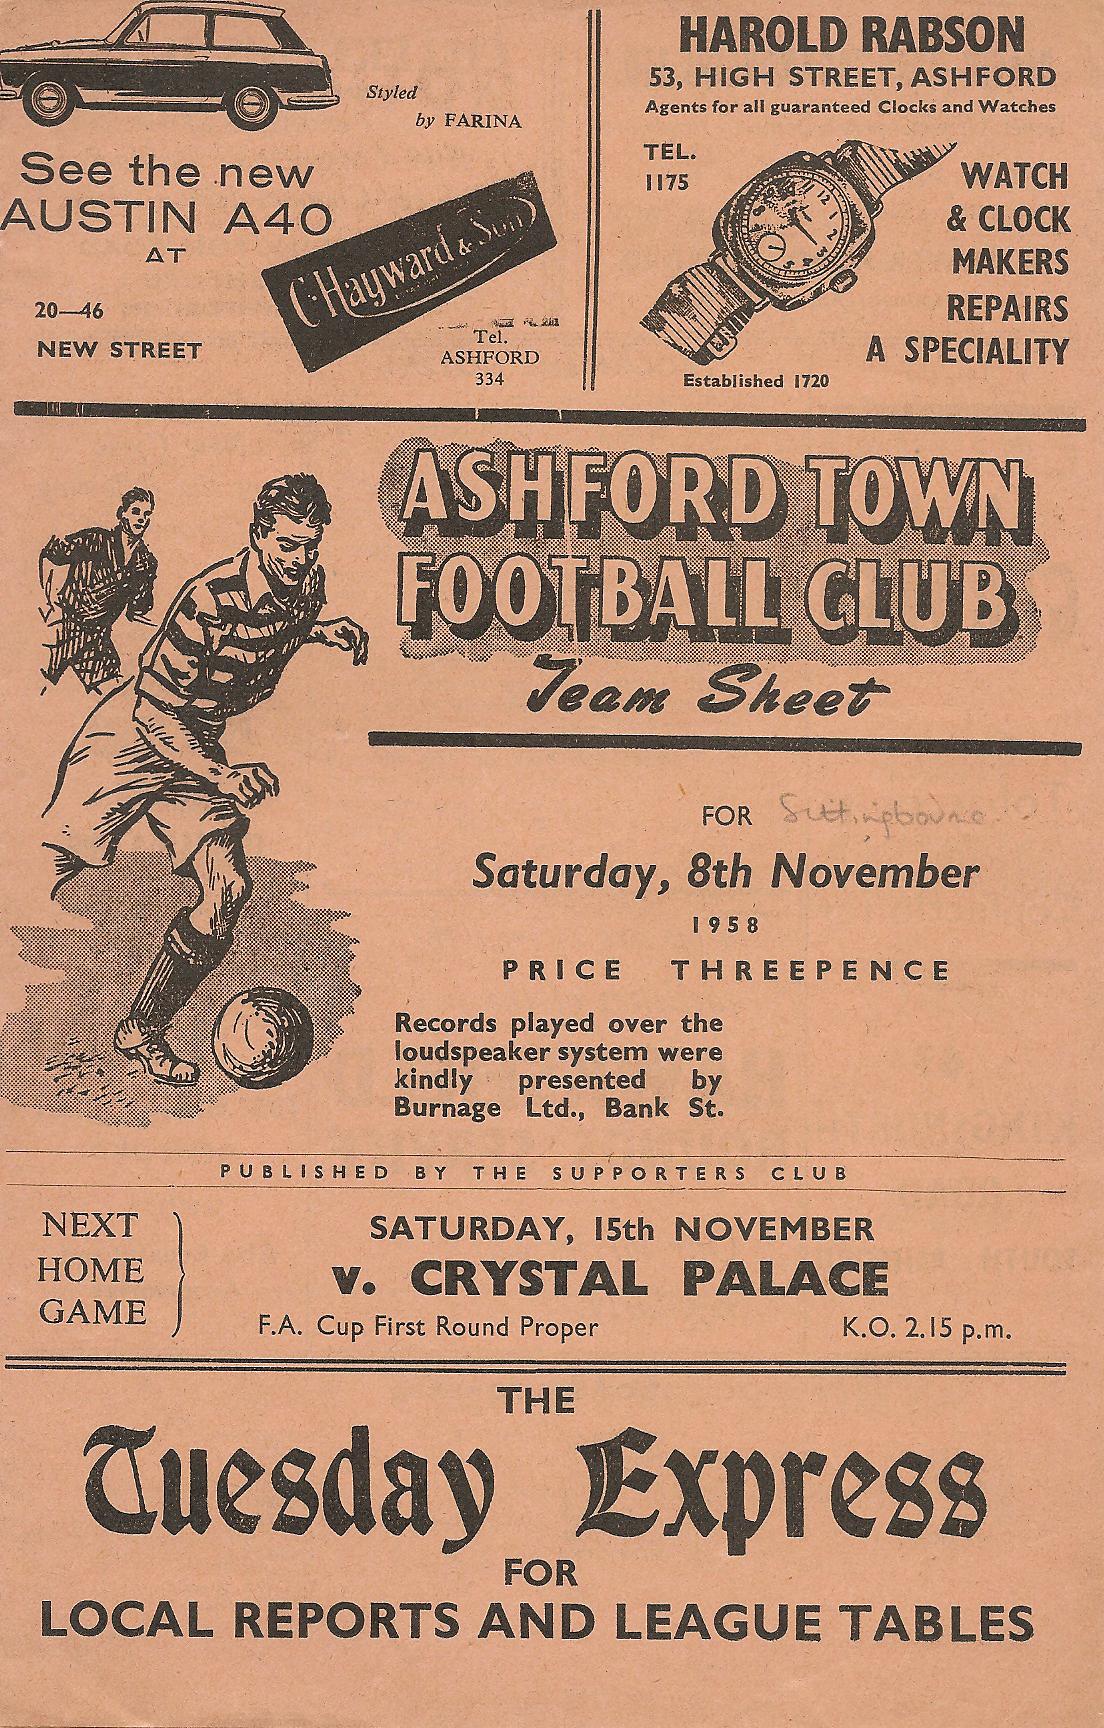 Styled
by FARINA
See the new
AUSTIN A40
AT
C. Hayward & Son
20—46
NEW STREET
Tel.
ASHFORD
334
HAROLD RABSON
53, HIGH STREET, ASHFORD
Agents for all guaranteed Clocks and Watches
TEL.
1175
WATCH
& CLOCK
MAKERS
REPAIRS
A SPECIALITY
Established 1720
ASHFORD TOWN
FOOTBALL CLUB
Team Sheet
FOR Sittingbourne
Saturday, 8th November
1958
PRICE THREEPENCE
Records played over the
loudspeaker system were
kindly presented by
Burnage Ltd., Bank St.
PUBLISHED BY THE SUPPORTERS CLUB
NEXT
HOME
GAME
SATURDAY, 15th NOVEMBER
v. CRYSTAL PALACE
F.A. Cup First Round Proper K.O. 2.15 p.m.
THE
Tuesday Express
FOR
LOCAL REPORTS AND LEAGUE TABLES